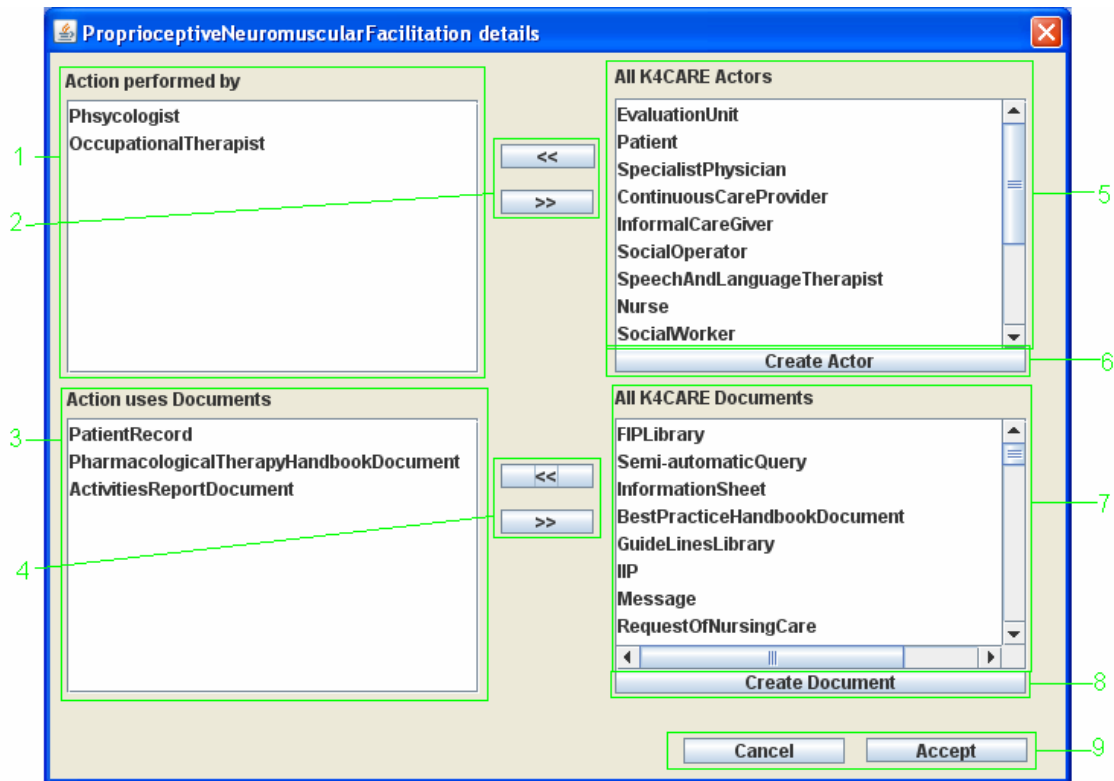 ProprioceptiveNeuromuscularFacilitation details
Action performed by
Phsycologist
OccupationalTherapist
1
2
<<
>>
All K4CARE Actors
EvaluationUnit
Patient
SpecialistPhysician
ContinuousCareProvider
InformalCareGiver
SocialOperator
SpeechAndLanguageTherapist
Nurse
SocialWorker
5
Create Actor
6
Action uses Documents
PatientRecord
PharmacologicalTherapyHandbookDocument
ActivitiesReportDocument
3
4
<<
>>
All K4CARE Documents
FIPLibrary
Semi-automaticQuery
InformationSheet
BestPracticeHandbookDocument
GuideLinesLibrary
IIP
Message
RequestOfNursingCare
7
Create Document
8
Cancel
Accept
9